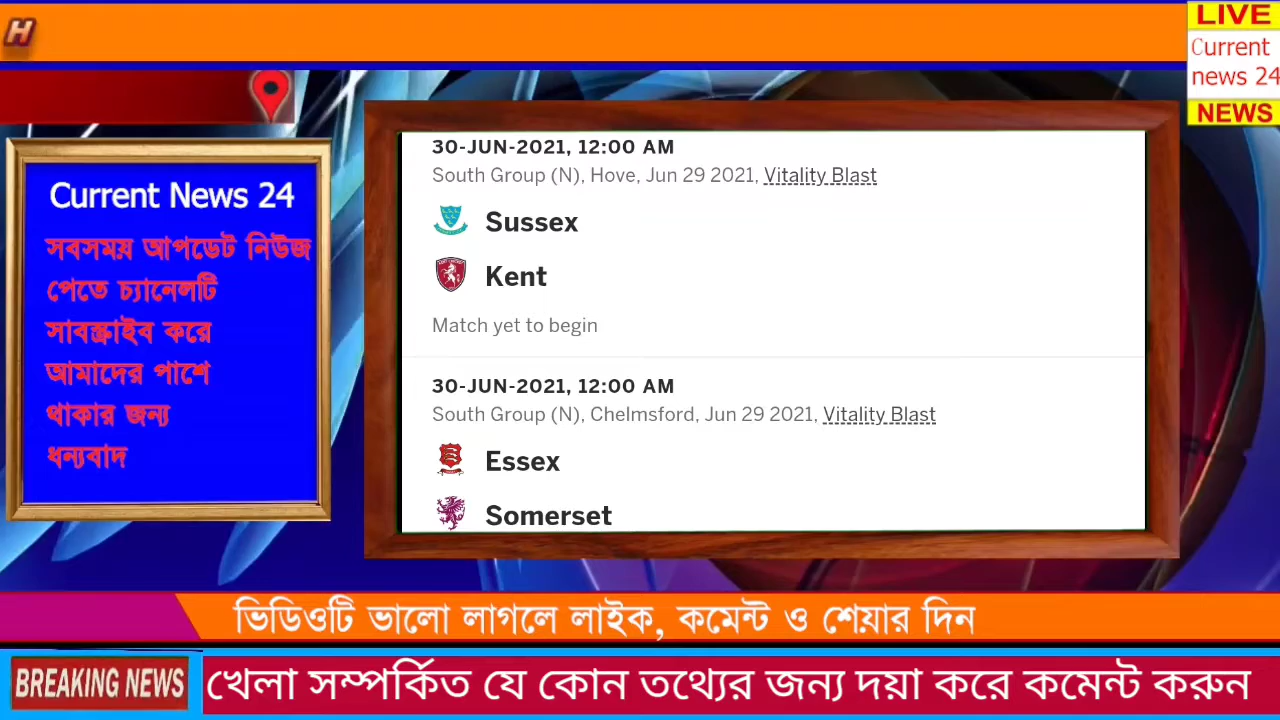 H
LIVE
Current
news 24
NEWS
Current News 24
সবসময় আপডেট নিউজ
পেতে চ্যানেলটি
সাবস্ক্রাইব করে
আমাদের পাশে
থাকার জন্য
ধন্যবাদ
30-JUN-2021, 12:00 AM
South Group (N), Hove, Jun 29 2021, Vitality Blast
Sussex
Kent
Match yet to begin
30-JUN-2021, 12:00 AM
South Group (N), Chelmsford, Jun 29 2021, Vitality Blast
Essex
Somerset
ভিডিওটি ভালো লাগলে লাইক, কমেন্ট ও শেয়ার দিন
BREAKING NEWS
খেলা সম্পর্কিত যে কোন তথ্যের জন্য দয়া করে কমেন্ট করুন